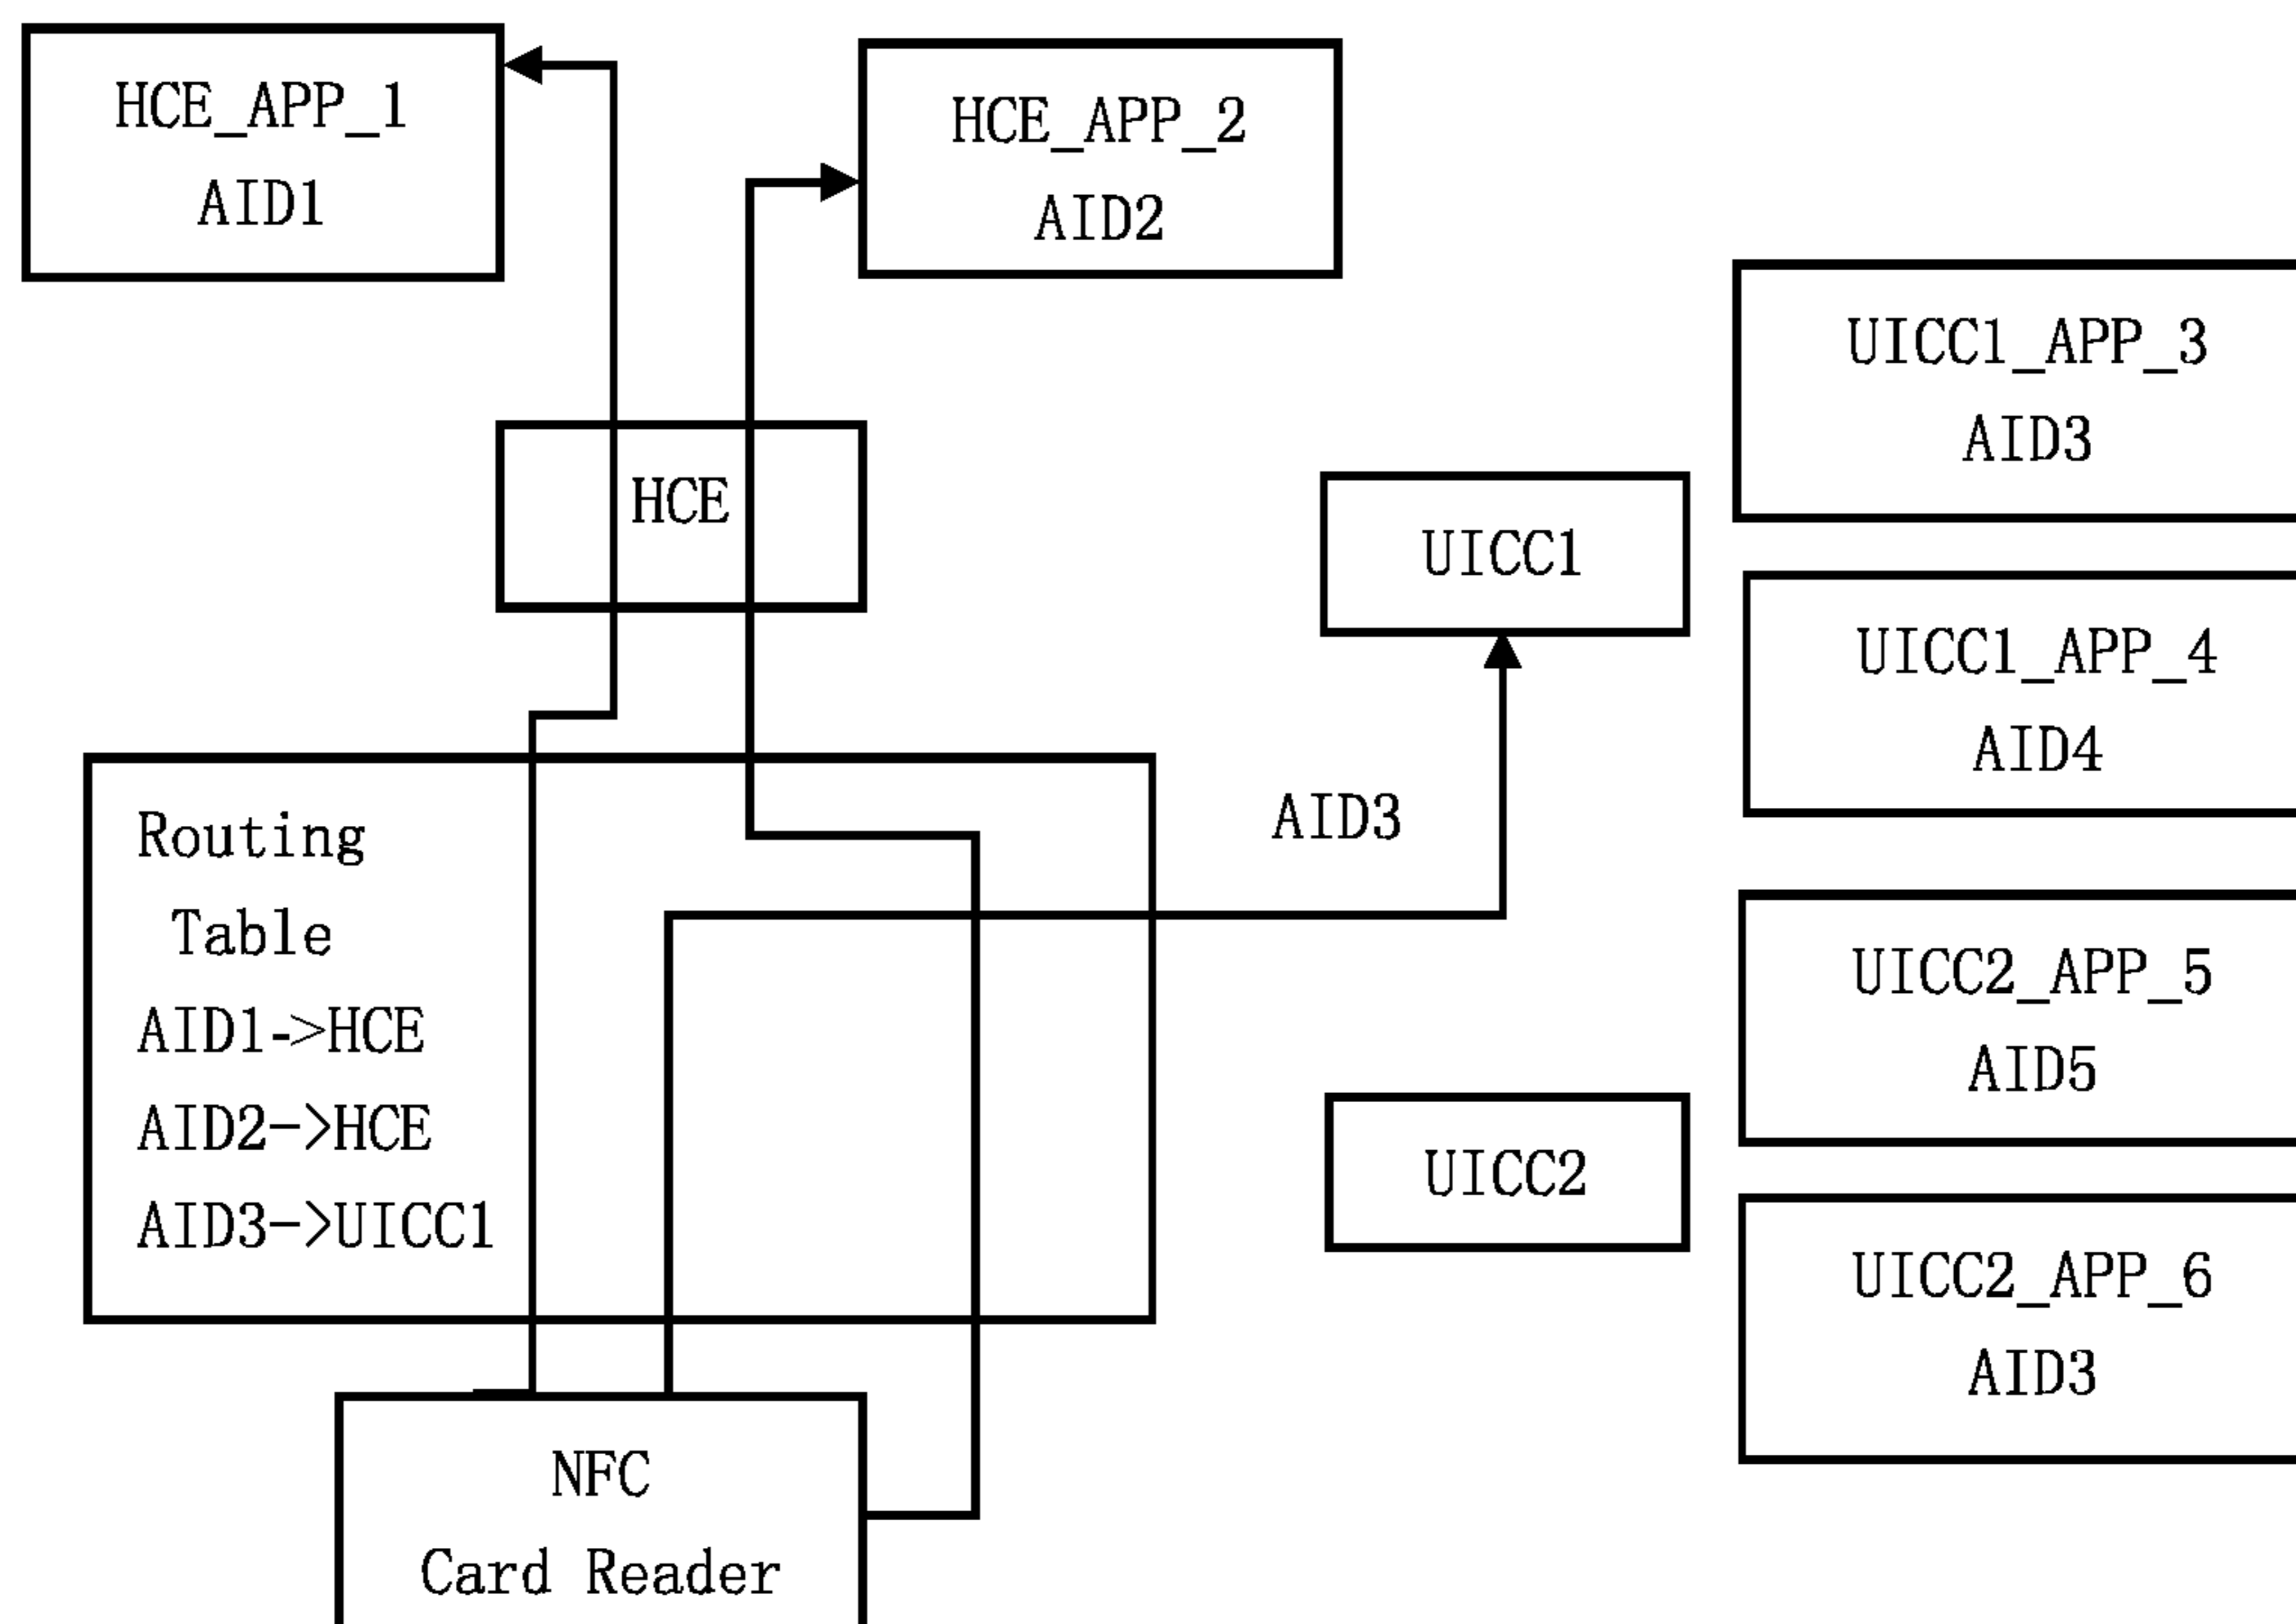 HCE_APP_1
AID1
HCE_APP_2
AID2
HCE
UICC1
UICC1_APP_3
AID3
UICC1_APP_4
AID4
AID3
Routing
Table
AID1->HCE
AID2->HCE
AID3->UICC1
UICC2
UICC2_APP_5
AID5
UICC2_APP_6
AID3
NFC
Card Reader